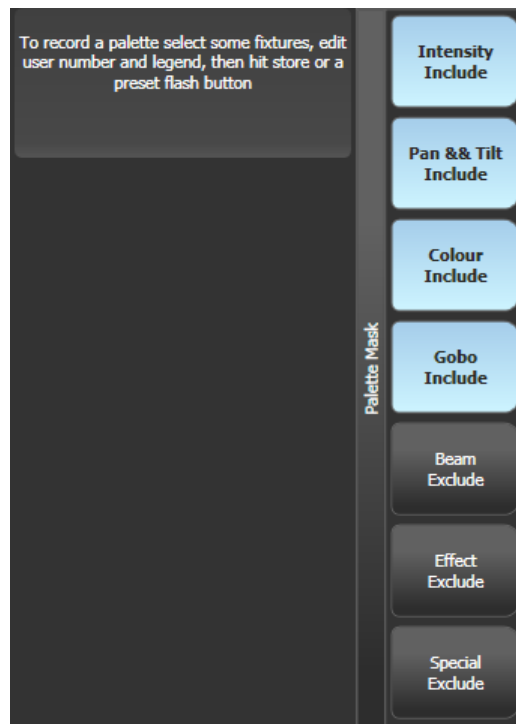 To record a palette select some fixtures, edit
user number and legend, then hit store or a
preset flash button
Palette Mask
Intensity
Include
Pan && Tilt
Include
Colour
Include
Gobo
Include
Beam
Exclude
Effect
Exclude
Special
Exclude